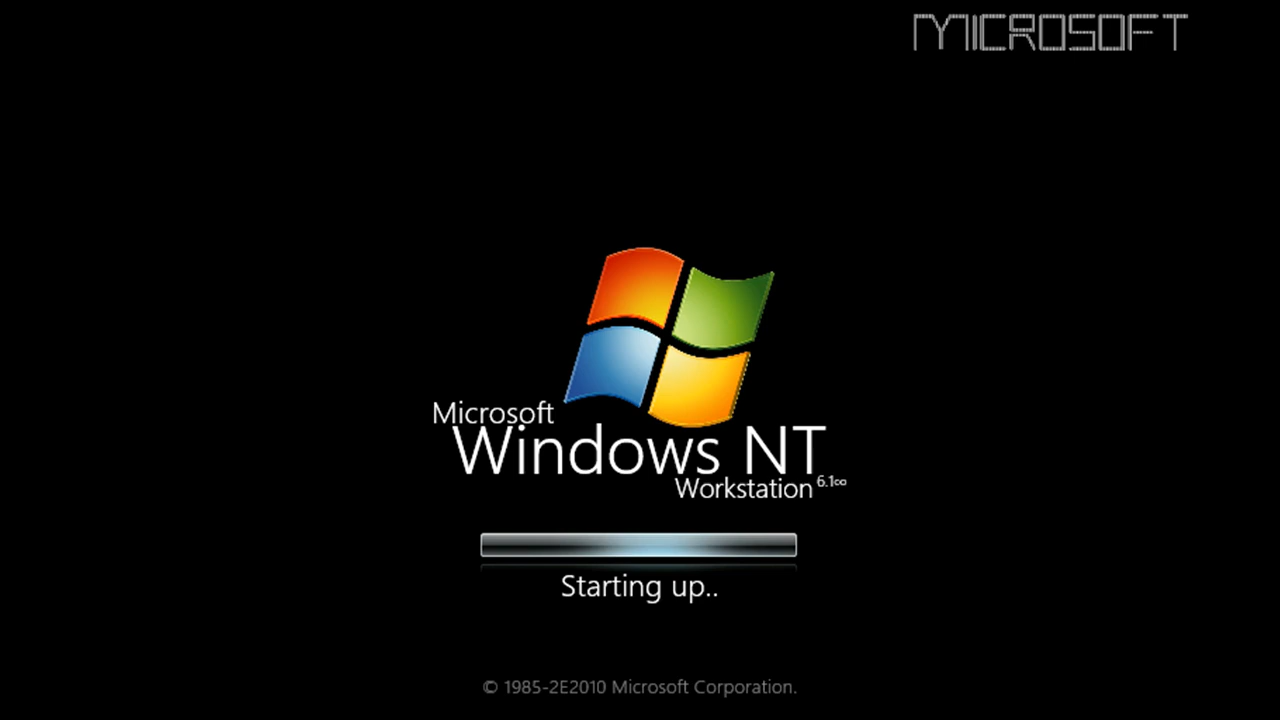 MICROSOFT
Microsoft
Windows NT
Workstation 6.1∞
Starting up..
© 1985-2E2010 Microsoft Corporation.